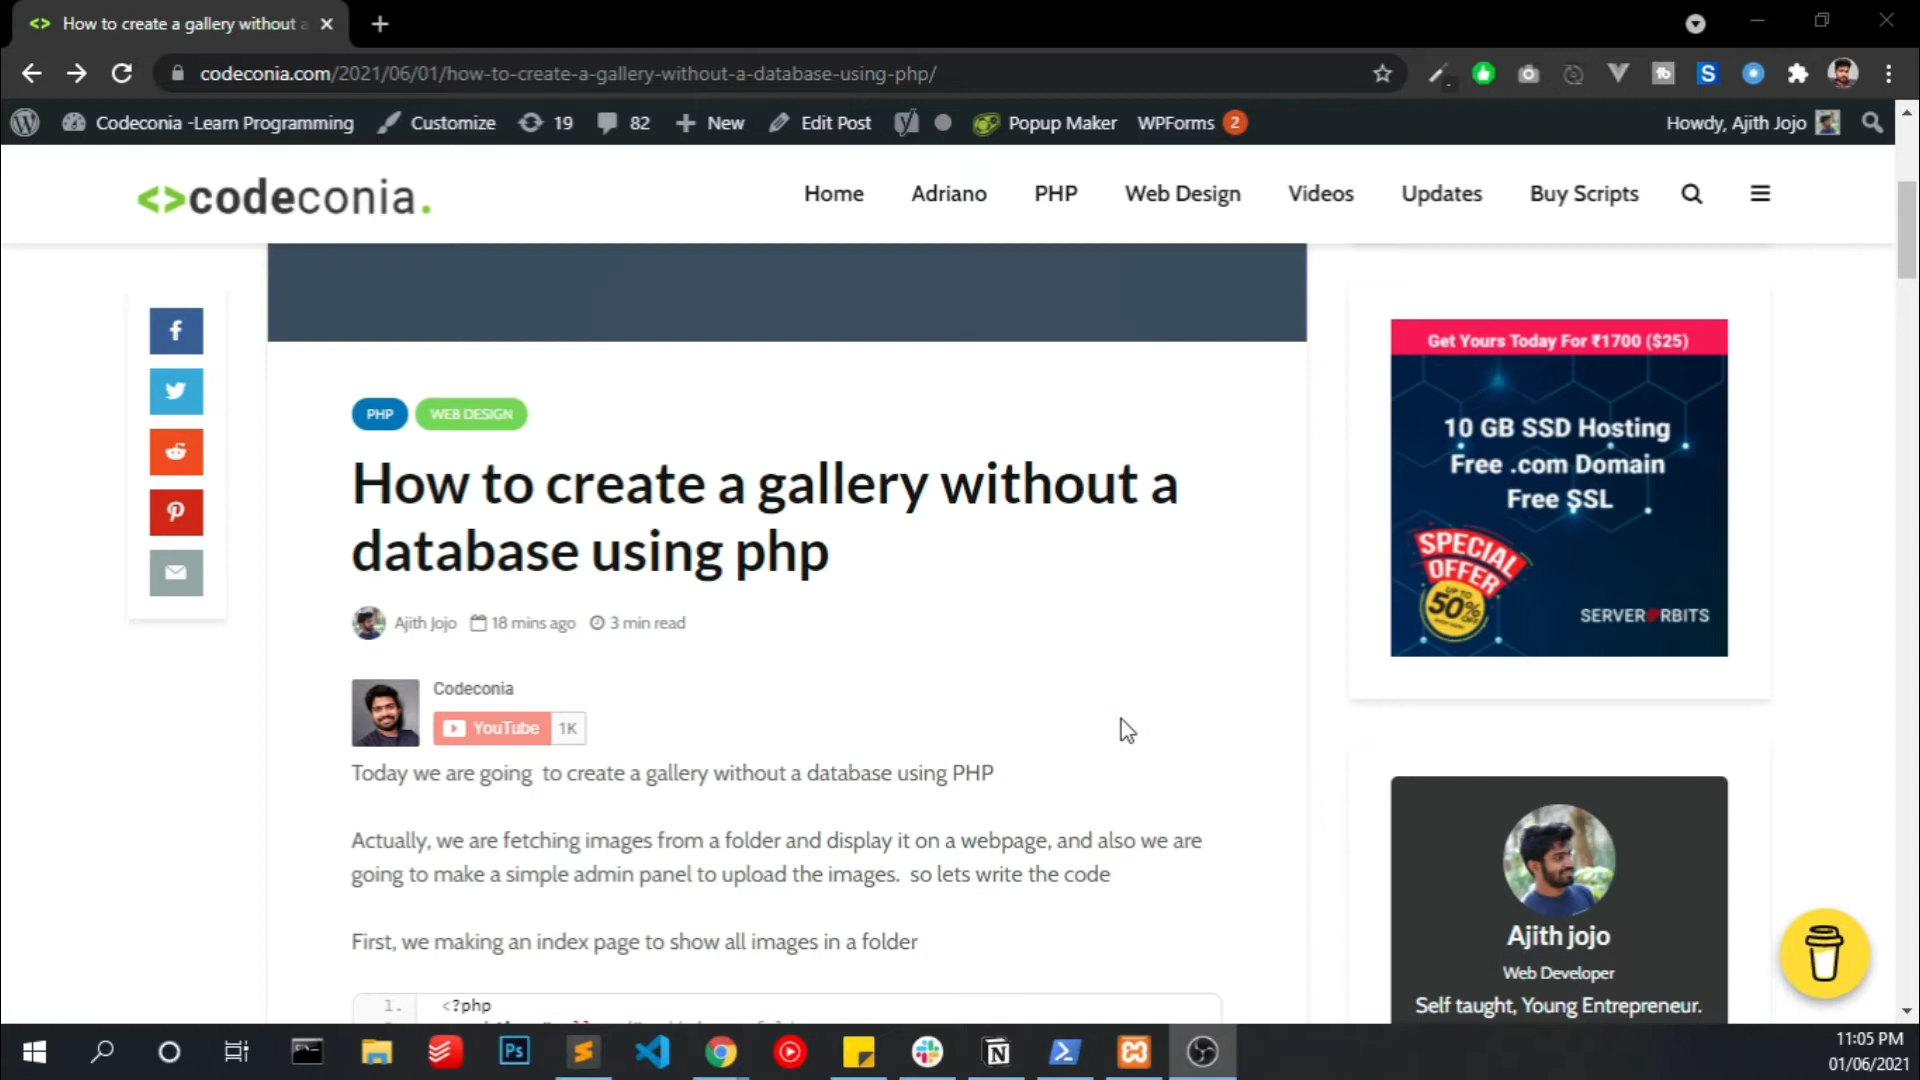 How to create a gallery without a
codeconia.com/2021/06/01/how-to-create-a-gallery-without-a-database-using-php/
Codeconia -Learn Programming Customize 19 82 New Edit Post Popup Maker WPForms 2 Howdy, Ajith Jojo
<>codeconia.
Home Adriano PHP Web Design Videos Updates Buy Scripts
PHP WEB DESIGN
How to create a gallery without a
database using php
Ajith Jojo 18 mins ago 3 min read
Codeconia
YouTube 1K
Today we are going to create a gallery without a database using PHP
Actually, we are fetching images from a folder and display it on a webpage, and also we are
going to make a simple admin panel to upload the images. so lets write the code
First, we making an index page to show all images in a folder
1. <?php
Get Yours Today For ₹1700 ($25)
10 GB SSD Hosting
Free .com Domain
Free SSL
SPECIAL
OFFER
UP TO
50%
SERVERORBITS
Ajith jojo
Web Developer
Self taught, Young Entrepreneur.
11:05 PM
01/06/2021